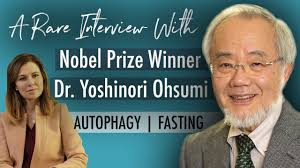 A Rare Interview With
Nobel Prize Winner
Dr. Yoshinori Ohsumi
AUTOPHAGY | FASTING